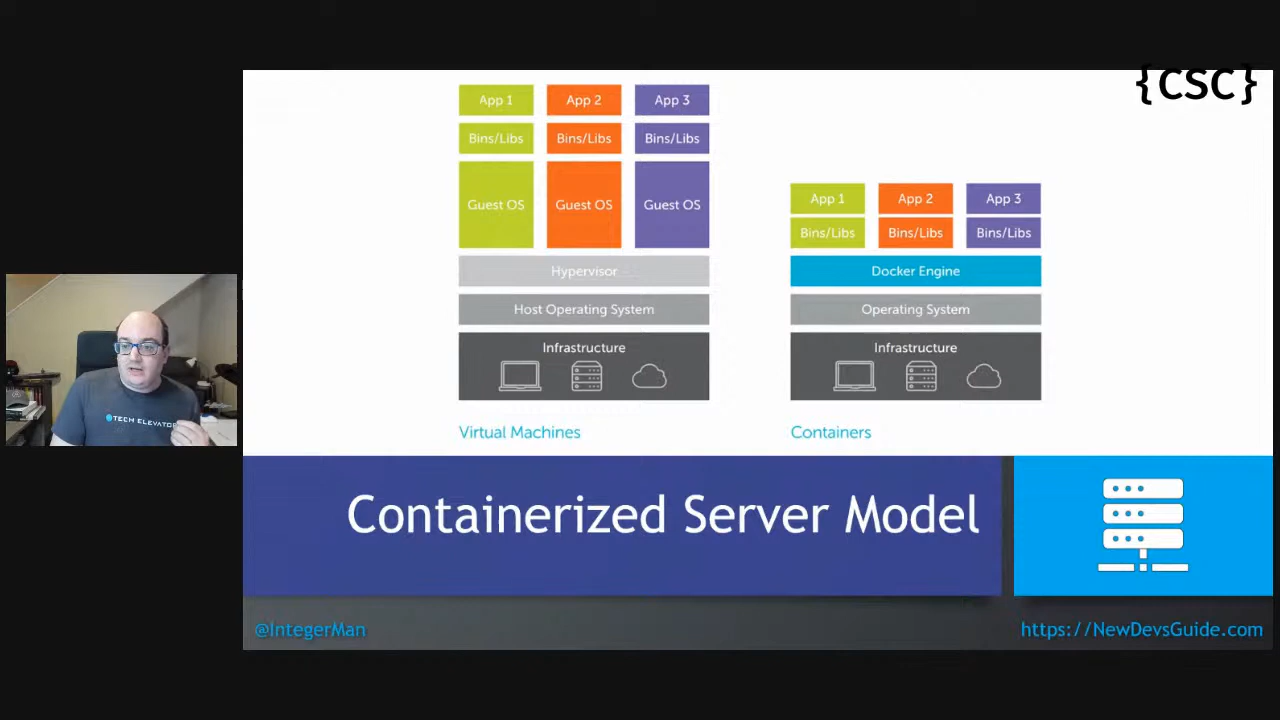 {CSC}
App 1 App 2 App 3
Bins/Libs Bins/Libs Bins/Libs
Guest OS Guest OS Guest OS
Hypervisor
Host Operating System
Infrastructure
Virtual Machines
App 1 App 2 App 3
Bins/Libs Bins/Libs Bins/Libs
Docker Engine
Operating System
Infrastructure
Containers
TECH ELEVATOR
Containerized Server Model
@IntegerMan
https://NewDevsGuide.com